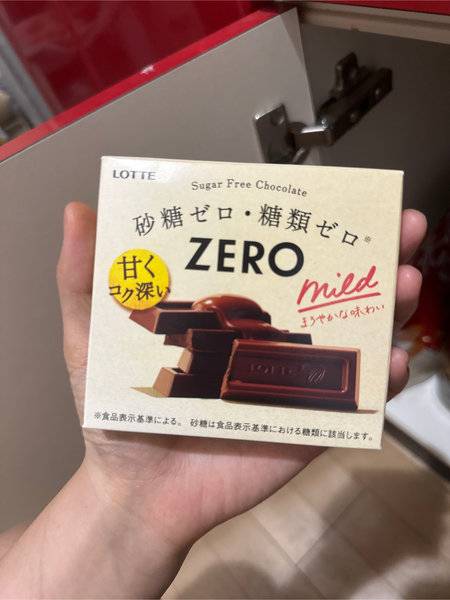 LOTTE
Sugar Free Chocolate
砂糖ゼロ・糖類ゼロ※
ZERO
甘く
コク深い
mild
まろやかな味わい
LOTTE
※食品表示基準による。 砂糖は食品表示基準における糖類に該当します。